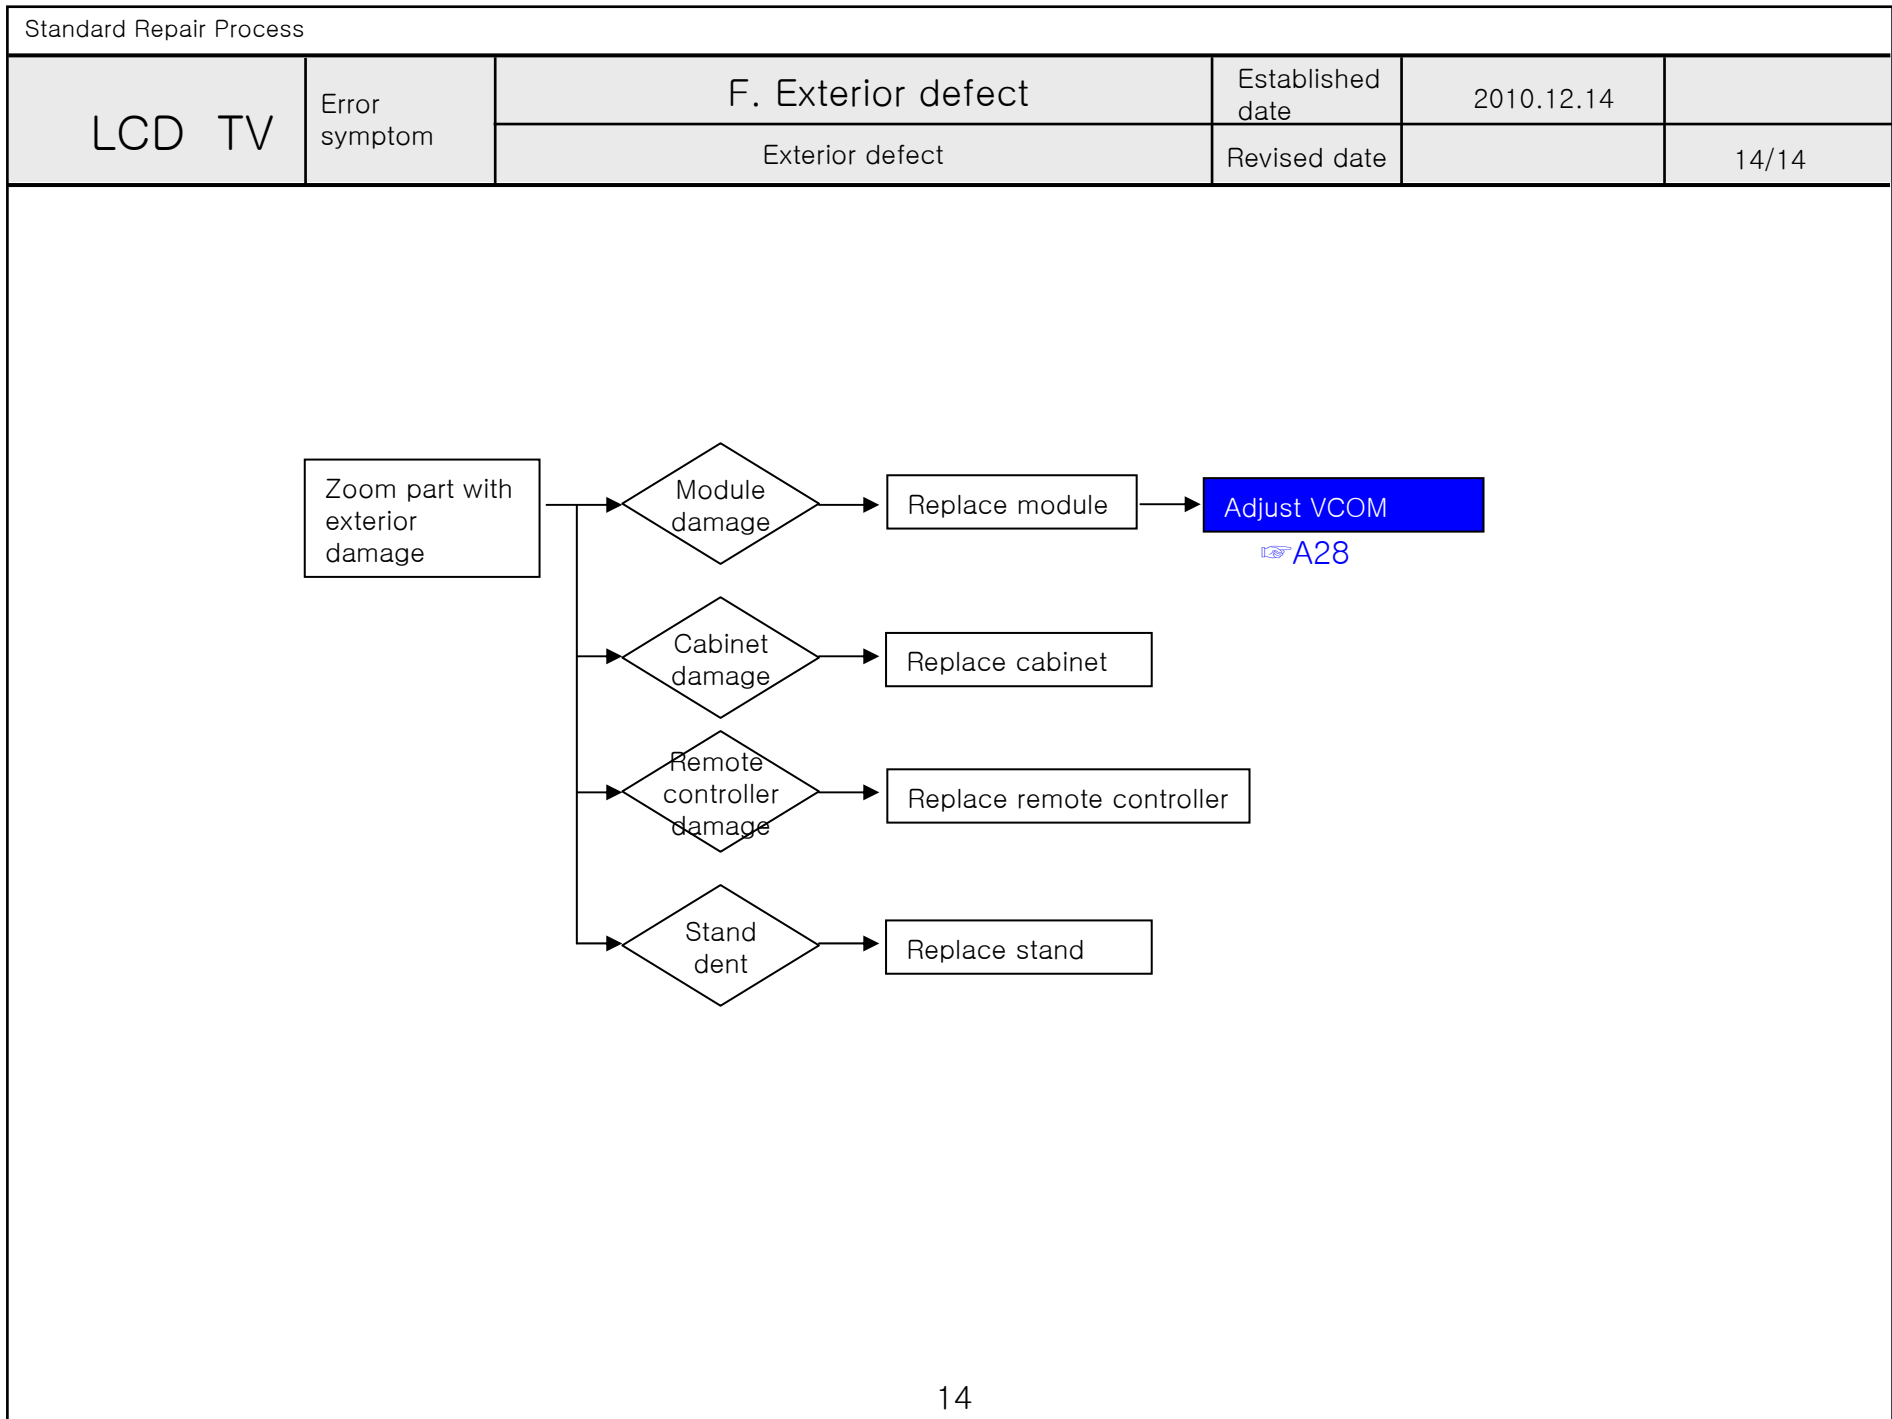 Standard Repair Process
LCD TV
Error
symptom
F. Exterior defect
Exterior defect
Established
date
2010.12.14
Revised date
14/14
Zoom part with
exterior
damage
Module
damage
Replace module
Adjust VCOM
☞A28
Cabinet
damage
Replace cabinet
Remote
controller
damage
Replace remote controller
Stand
dent
Replace stand
14